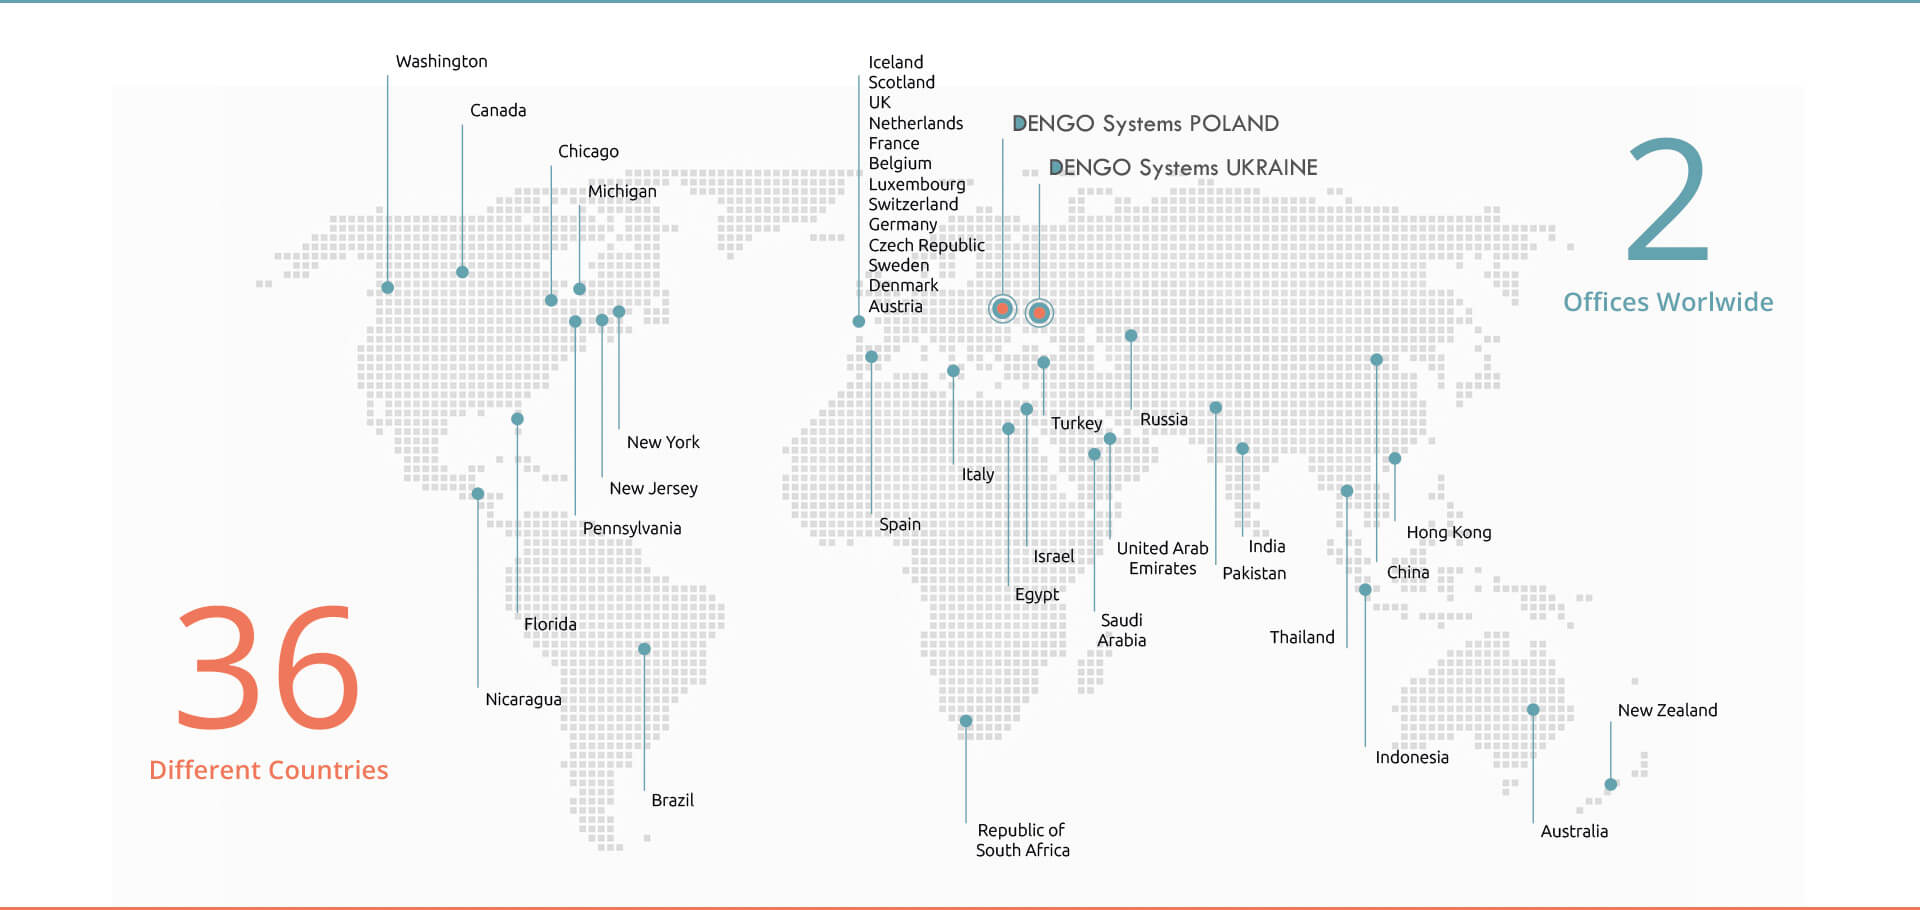 Washington
Canada
Chicago
Michigan
Iceland
Scotland
UK
Netherlands
France
Belgium
Luxembourg
Switzerland
Germany
Czech Republic
Sweden
Denmark
Austria
DENGO Systems POLAND
DENGO Systems UKRAINE
2
Offices Worlwide
New York
New Jersey
Pennsylvania
Florida
Nicaragua
Brazil
36
Different Countries
Spain
Italy
Turkey
Russia
Israel
Egypt
United Arab
Emirates
Saudi
Arabia
India
Pakistan
Hong Kong
China
Thailand
Indonesia
Republic of
South Africa
New Zealand
Australia